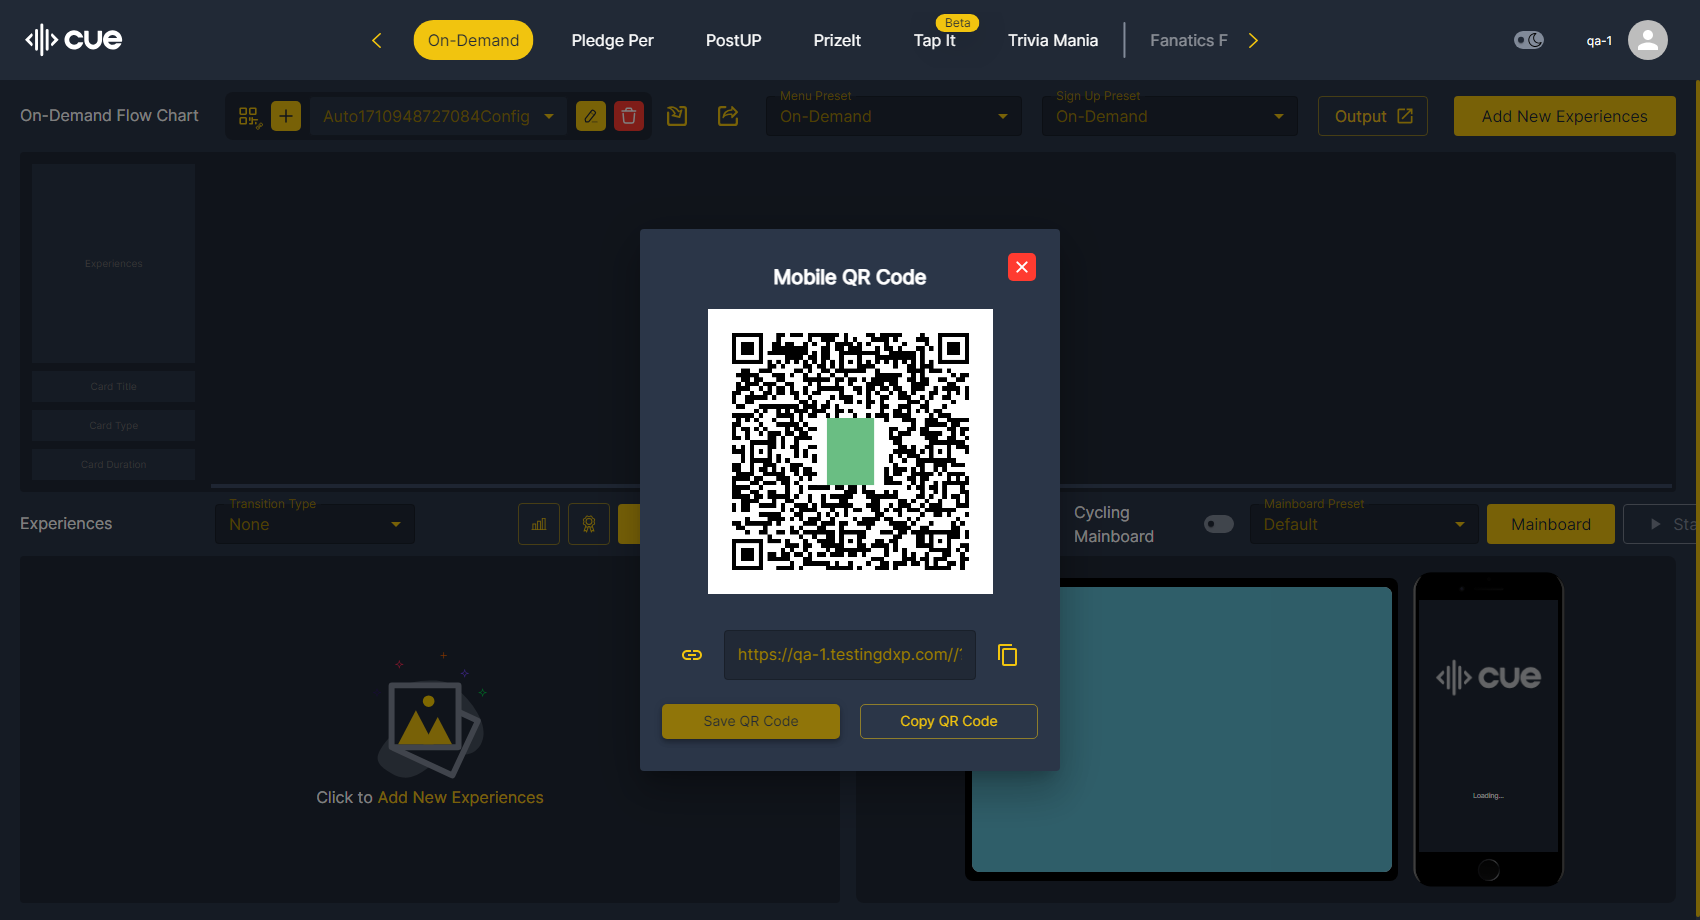 cue
On-Demand
Pledge Per
PostUP
PrizeIt
Beta
Tap It
Trivia Mania
Fanatics F
qa-1
On-Demand Flow Chart
Auto1710948727084Config
Menu Preset
On-Demand
Sign Up Preset
On-Demand
Output
Add New Experiences
Experiences
Card Title
Card Type
Card Duration
Mobile QR Code
https://qa-1.testingdxp.com//
Save QR Code
Copy QR Code
Experiences
Transition Type
None
Cycling
Mainboard
Mainboard Preset
Default
Mainboard
Sta
Click to Add New Experiences
cue
Loading...